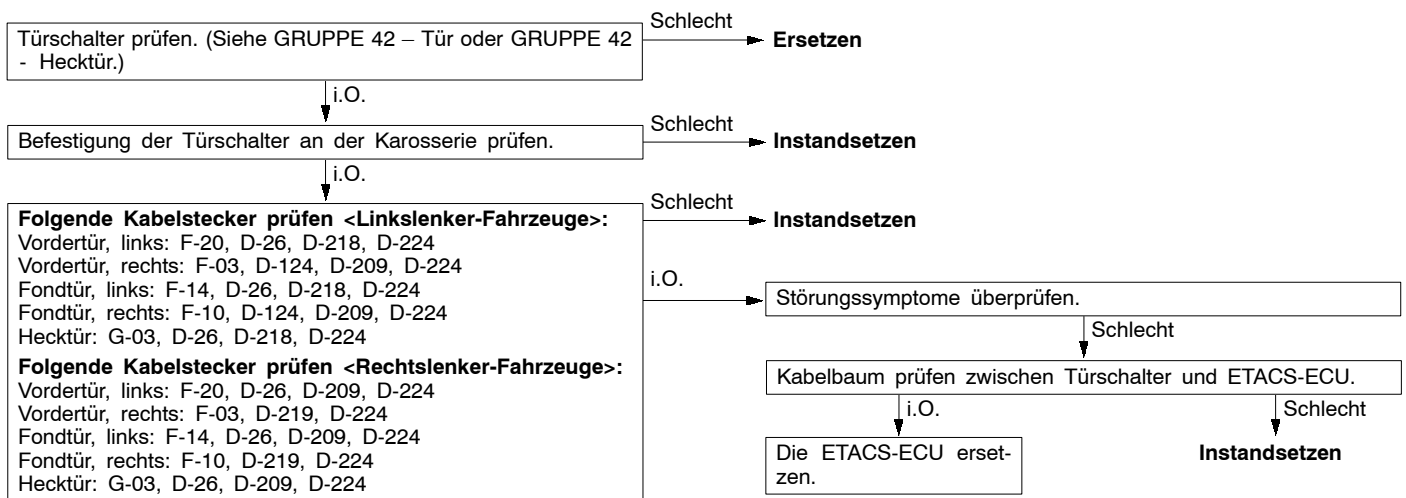 Türschalter prüfen. (Siehe GRUPPE 42 – Tür oder GRUPPE 42
- Hecktür.)
Schlecht
Ersetzen
i.O.
Befestigung der Türschalter an der Karosserie prüfen.
Schlecht
Instandsetzen
i.O.
Folgende Kabelstecker prüfen <Linkslenker-Fahrzeuge>:
Vordertür, links: F-20, D-26, D-218, D-224
Vordertür, rechts: F-03, D-124, D-209, D-224
Fondtür, links: F-14, D-26, D-218, D-224
Fondtür, rechts: F-10, D-124, D-209, D-224
Hecktür: G-03, D-26, D-218, D-224
Folgende Kabelstecker prüfen <Rechtslenker-Fahrzeuge>:
Vordertür, links: F-20, D-26, D-209, D-224
Vordertür, rechts: F-03, D-219, D-224
Fondtür, links: F-14, D-26, D-209, D-224
Fondtür, rechts: F-10, D-219, D-224
Hecktür: G-03, D-26, D-209, D-224
Schlecht
Instandsetzen
i.O.
Störungssymptome überprüfen.
Schlecht
Kabelbaum prüfen zwischen Türschalter und ETACS-ECU.
i.O.
Schlecht
Die ETACS-ECU erset-
zen.
Instandsetzen